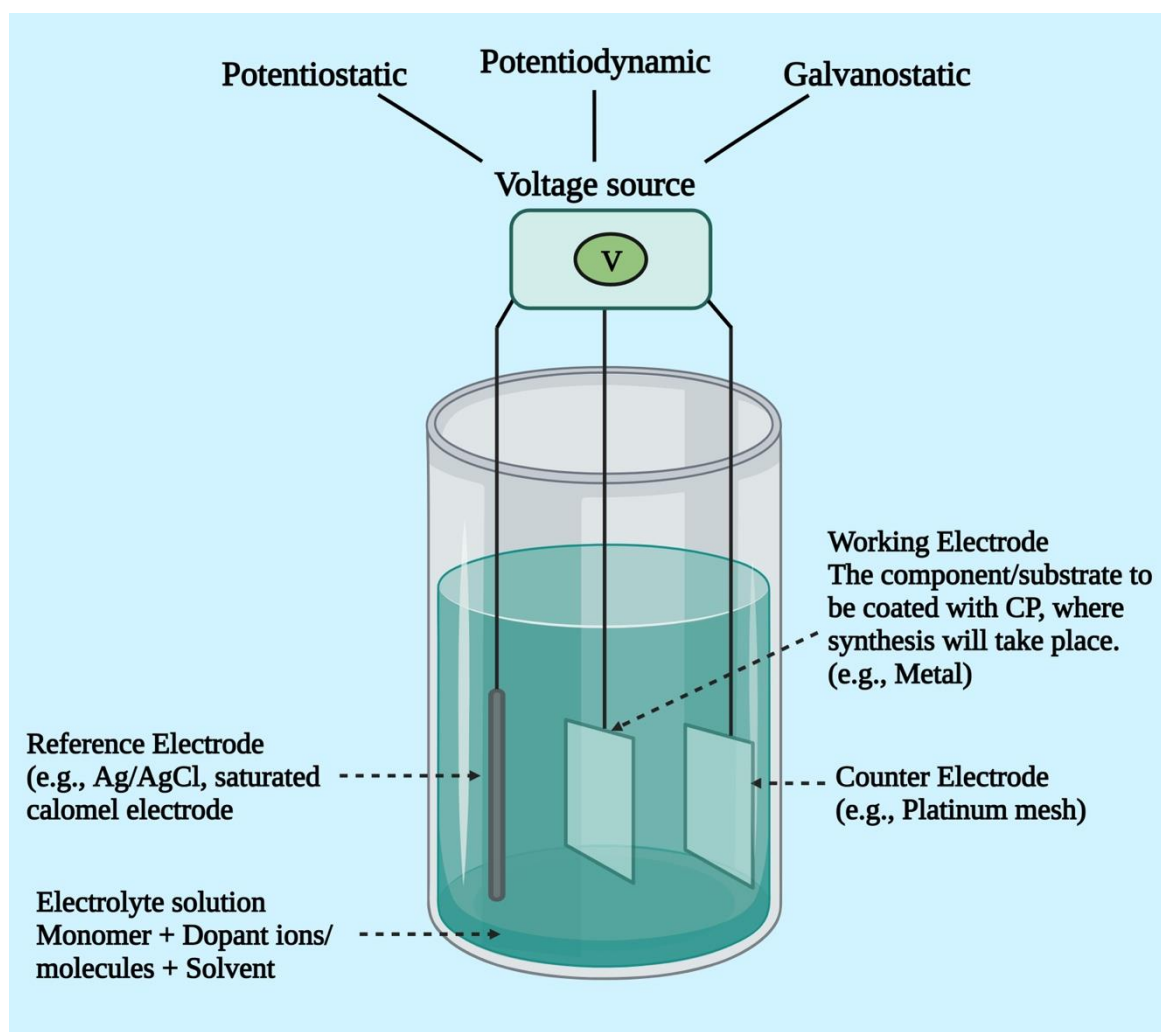 Potentiostatic
Potentiodynamic
Galvanostatic
Voltage source
V
Working Electrode
The component/substrate to
be coated with CP, where
synthesis will take place.
(e.g., Metal)
Reference Electrode
(e.g., Ag/AgCl, saturated
calomel electrode
Counter Electrode
(e.g., Platinum mesh)
Electrolyte solution
Monomer + Dopant ions/
molecules + Solvent